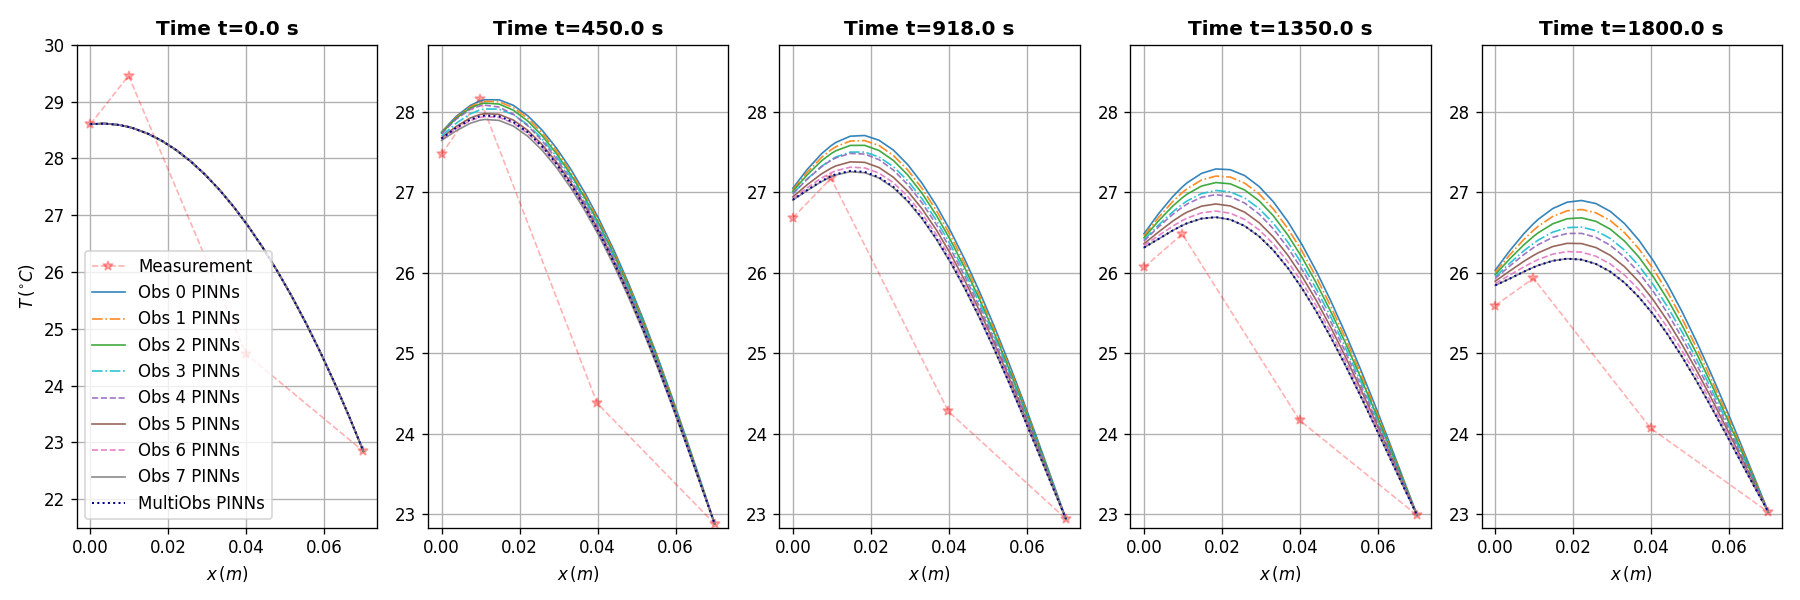 Time t=0.0 s
Time t=450.0 s
Time t=918.0 s
Time t=1350.0 s
Time t=1800.0 s
T (°C)
30
29
28
27
26
25
24
23
22
0.00 0.02 0.04 0.06
x (m)
Measurement
Obs 0 PINNs
Obs 1 PINNs
Obs 2 PINNs
Obs 3 PINNs
Obs 4 PINNs
Obs 5 PINNs
Obs 6 PINNs
Obs 7 PINNs
MultiObs PINNs
28
27
26
25
24
23
0.00 0.02 0.04 0.06
x (m)
28
27
26
25
24
23
0.00 0.02 0.04 0.06
x (m)
28
27
26
25
24
23
0.00 0.02 0.04 0.06
x (m)
28
27
26
25
24
23
0.00 0.02 0.04 0.06
x (m)